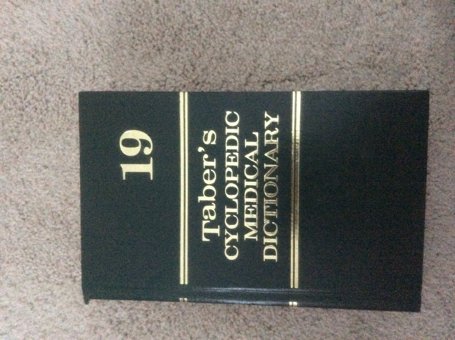 19
Taber's
CYCLOPEDIC
MEDICAL
DICTIONARY